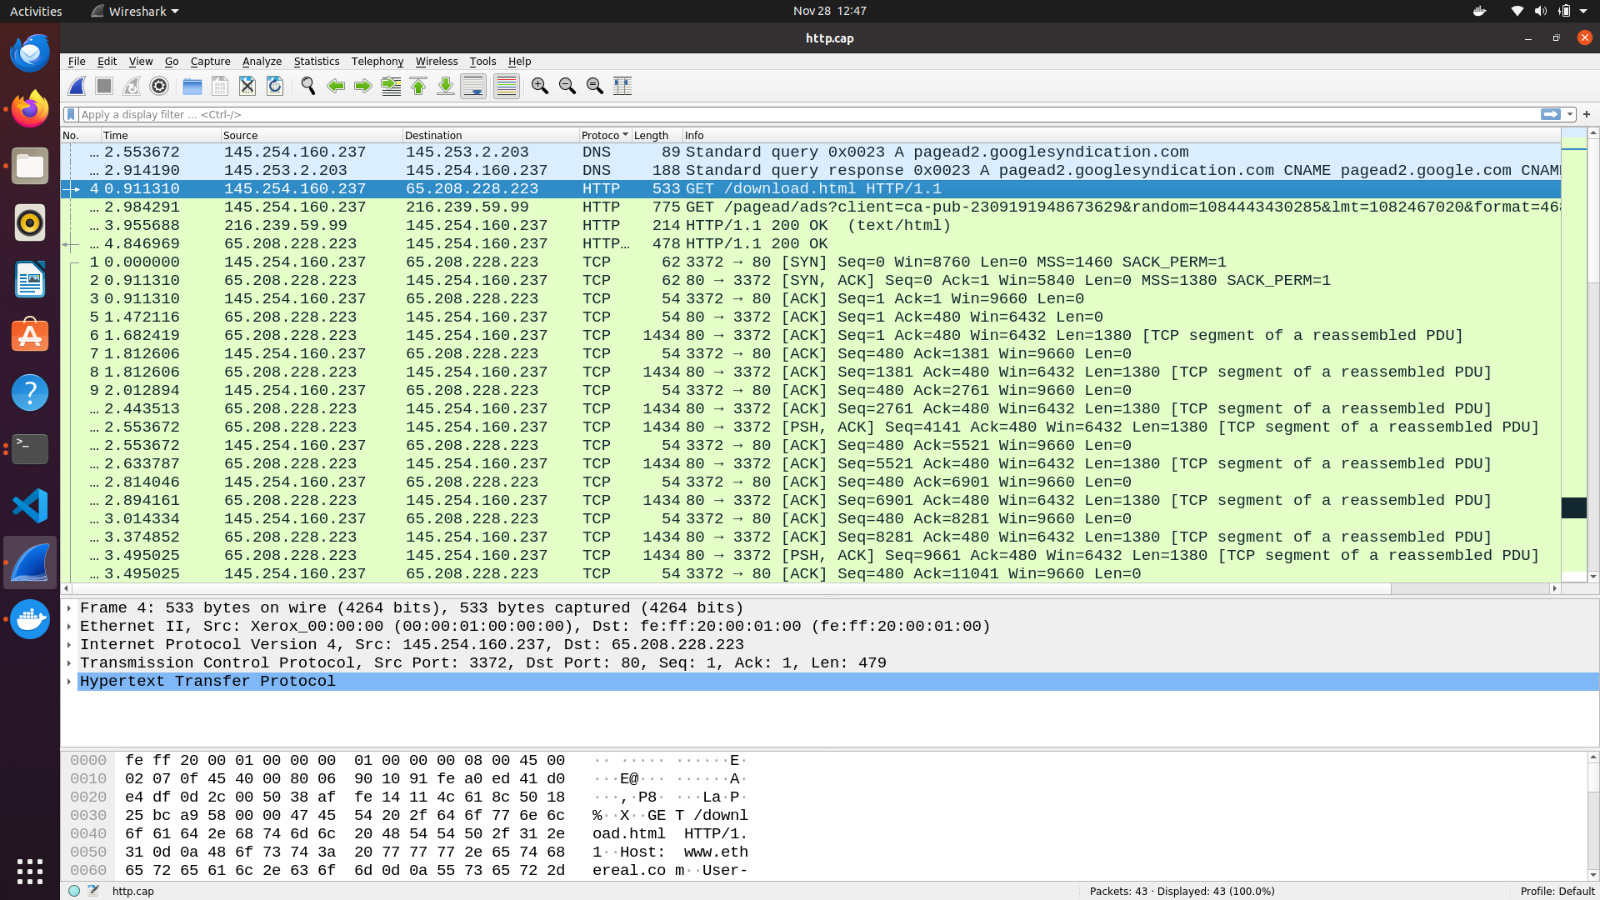 Activities Wireshark Nov 28 12:47
http.cap
File Edit View Go Capture Analyze Statistics Telephony Wireless Tools Help
Apply a display filter ... <Ctrl-/>
No. Time Source Destination Protoco Length Info
... 2.553672 145.254.160.237 145.253.2.203 DNS 89 Standard query 0x0023 A pagead2.googlesyndication.com
... 2.914190 145.253.2.203 145.254.160.237 DNS 188 Standard query response 0x0023 A pagead2.googlesyndication.com CNAME pagead2.google.com CNAM
4 0.911310 145.254.160.237 65.208.228.223 HTTP 533 GET /download.html HTTP/1.1
... 2.984291 145.254.160.237 216.239.59.99 HTTP 775 GET /pagead/ads?client=ca-pub-2309191948673629&random=1084443430285&lmt=1082467020&format=468
... 3.955688 216.239.59.99 145.254.160.237 HTTP 214 HTTP/1.1 200 OK (text/html)
... 4.846969 65.208.228.223 145.254.160.237 HTTP... 478 HTTP/1.1 200 OK
1 0.000000 145.254.160.237 65.208.228.223 TCP 62 3372 → 80 [SYN] Seq=0 Win=8760 Len=0 MSS=1460 SACK_PERM=1
2 0.911310 65.208.228.223 145.254.160.237 TCP 62 80 → 3372 [SYN, ACK] Seq=0 Ack=1 Win=5840 Len=0 MSS=1380 SACK_PERM=1
3 0.911310 145.254.160.237 65.208.228.223 TCP 54 3372 → 80 [ACK] Seq=1 Ack=1 Win=9660 Len=0
5 1.472116 65.208.228.223 145.254.160.237 TCP 54 80 → 3372 [ACK] Seq=1 Ack=480 Win=6432 Len=0
6 1.682419 65.208.228.223 145.254.160.237 TCP 1434 80 → 3372 [ACK] Seq=1 Ack=480 Win=6432 Len=1380 [TCP segment of a reassembled PDU]
7 1.812606 145.254.160.237 65.208.228.223 TCP 54 3372 → 80 [ACK] Seq=480 Ack=1381 Win=9660 Len=0
8 1.812606 65.208.228.223 145.254.160.237 TCP 1434 80 → 3372 [ACK] Seq=1381 Ack=480 Win=6432 Len=1380 [TCP segment of a reassembled PDU]
9 2.012894 145.254.160.237 65.208.228.223 TCP 54 3372 → 80 [ACK] Seq=480 Ack=2761 Win=9660 Len=0
... 2.443513 65.208.228.223 145.254.160.237 TCP 1434 80 → 3372 [ACK] Seq=2761 Ack=480 Win=6432 Len=1380 [TCP segment of a reassembled PDU]
... 2.553672 65.208.228.223 145.254.160.237 TCP 1434 80 → 3372 [PSH, ACK] Seq=4141 Ack=480 Win=6432 Len=1380 [TCP segment of a reassembled PDU]
... 2.553672 145.254.160.237 65.208.228.223 TCP 54 3372 → 80 [ACK] Seq=480 Ack=5521 Win=9660 Len=0
... 2.633787 65.208.228.223 145.254.160.237 TCP 1434 80 → 3372 [ACK] Seq=5521 Ack=480 Win=6432 Len=1380 [TCP segment of a reassembled PDU]
... 2.814046 145.254.160.237 65.208.228.223 TCP 54 3372 → 80 [ACK] Seq=480 Ack=6901 Win=9660 Len=0
... 2.894161 65.208.228.223 145.254.160.237 TCP 1434 80 → 3372 [ACK] Seq=6901 Ack=480 Win=6432 Len=1380 [TCP segment of a reassembled PDU]
... 3.014334 145.254.160.237 65.208.228.223 TCP 54 3372 → 80 [ACK] Seq=480 Ack=8281 Win=9660 Len=0
... 3.374852 65.208.228.223 145.254.160.237 TCP 1434 80 → 3372 [ACK] Seq=8281 Ack=480 Win=6432 Len=1380 [TCP segment of a reassembled PDU]
... 3.495025 65.208.228.223 145.254.160.237 TCP 1434 80 → 3372 [PSH, ACK] Seq=9661 Ack=480 Win=6432 Len=1380 [TCP segment of a reassembled PDU]
... 3.495025 145.254.160.237 65.208.228.223 TCP 54 3372 → 80 [ACK] Seq=480 Ack=11041 Win=9660 Len=0
Frame 4: 533 bytes on wire (4264 bits), 533 bytes captured (4264 bits)
Ethernet II, Src: Xerox_00:00:00 (00:00:01:00:00:00), Dst: fe:ff:20:00:01:00 (fe:ff:20:00:01:00)
Internet Protocol Version 4, Src: 145.254.160.237, Dst: 65.208.228.223
Transmission Control Protocol, Src Port: 3372, Dst Port: 80, Seq: 1, Ack: 1, Len: 479
Hypertext Transfer Protocol
0000 fe ff 20 00 01 00 00 00 01 00 00 00 08 00 45 00 ·· ····· ······E·
0010 02 07 0f 45 40 00 80 06 90 10 91 fe a0 ed 41 d0 ···E@··· ······A·
0020 e4 df 0d 2c 00 50 38 af fe 14 11 4c 61 8c 50 18 ···,·P8· ···La·P·
0030 25 bc a9 58 00 00 47 45 54 20 2f 64 6f 77 6e 6c %··X··GE T /downl
0040 6f 61 64 2e 68 74 6d 6c 20 48 54 54 50 2f 31 2e oad.html HTTP/1.
0050 31 0d 0a 48 6f 73 74 3a 20 77 77 77 2e 65 74 68 1··Host: www.eth
0060 65 72 65 61 6c 2e 63 6f 6d 0d 0a 55 73 65 72 2d ereal.co m··User-
http.cap Packets: 43 · Displayed: 43 (100.0%) Profile: Default